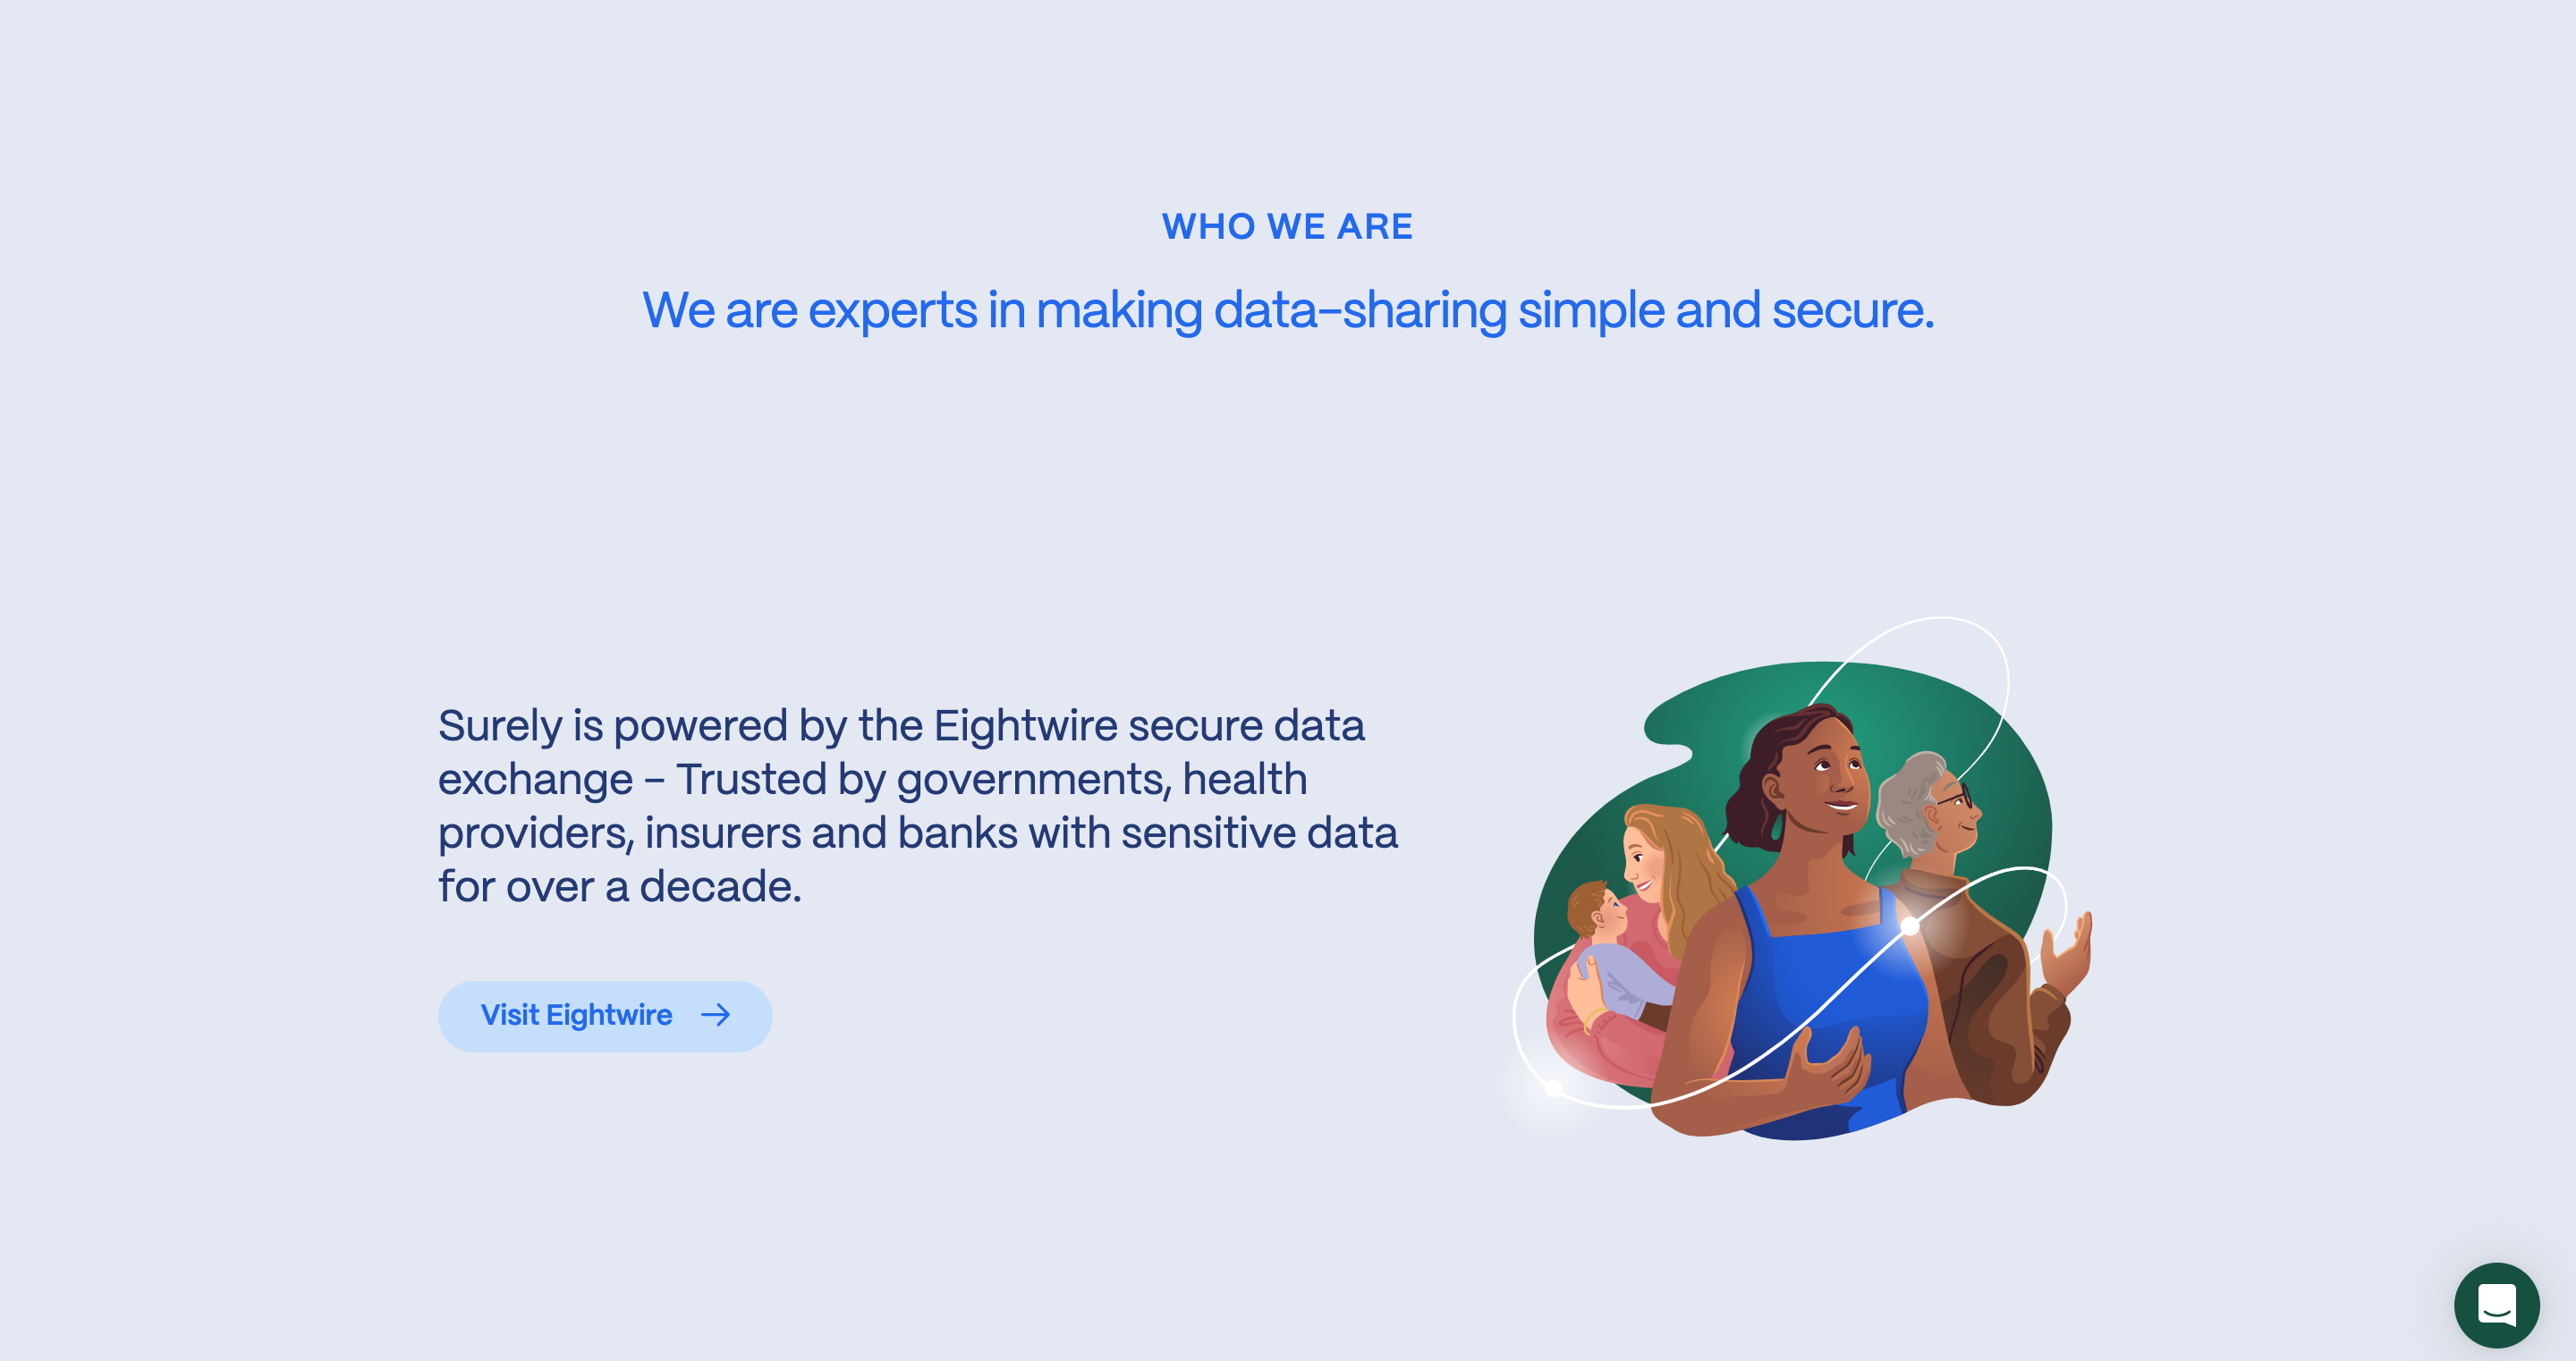 WHO WE ARE
We are experts in making data-sharing simple and secure.
Surely is powered by the Eightwire secure data
exchange – Trusted by governments, health
providers, insurers and banks with sensitive data
for over a decade.
Visit Eightwire